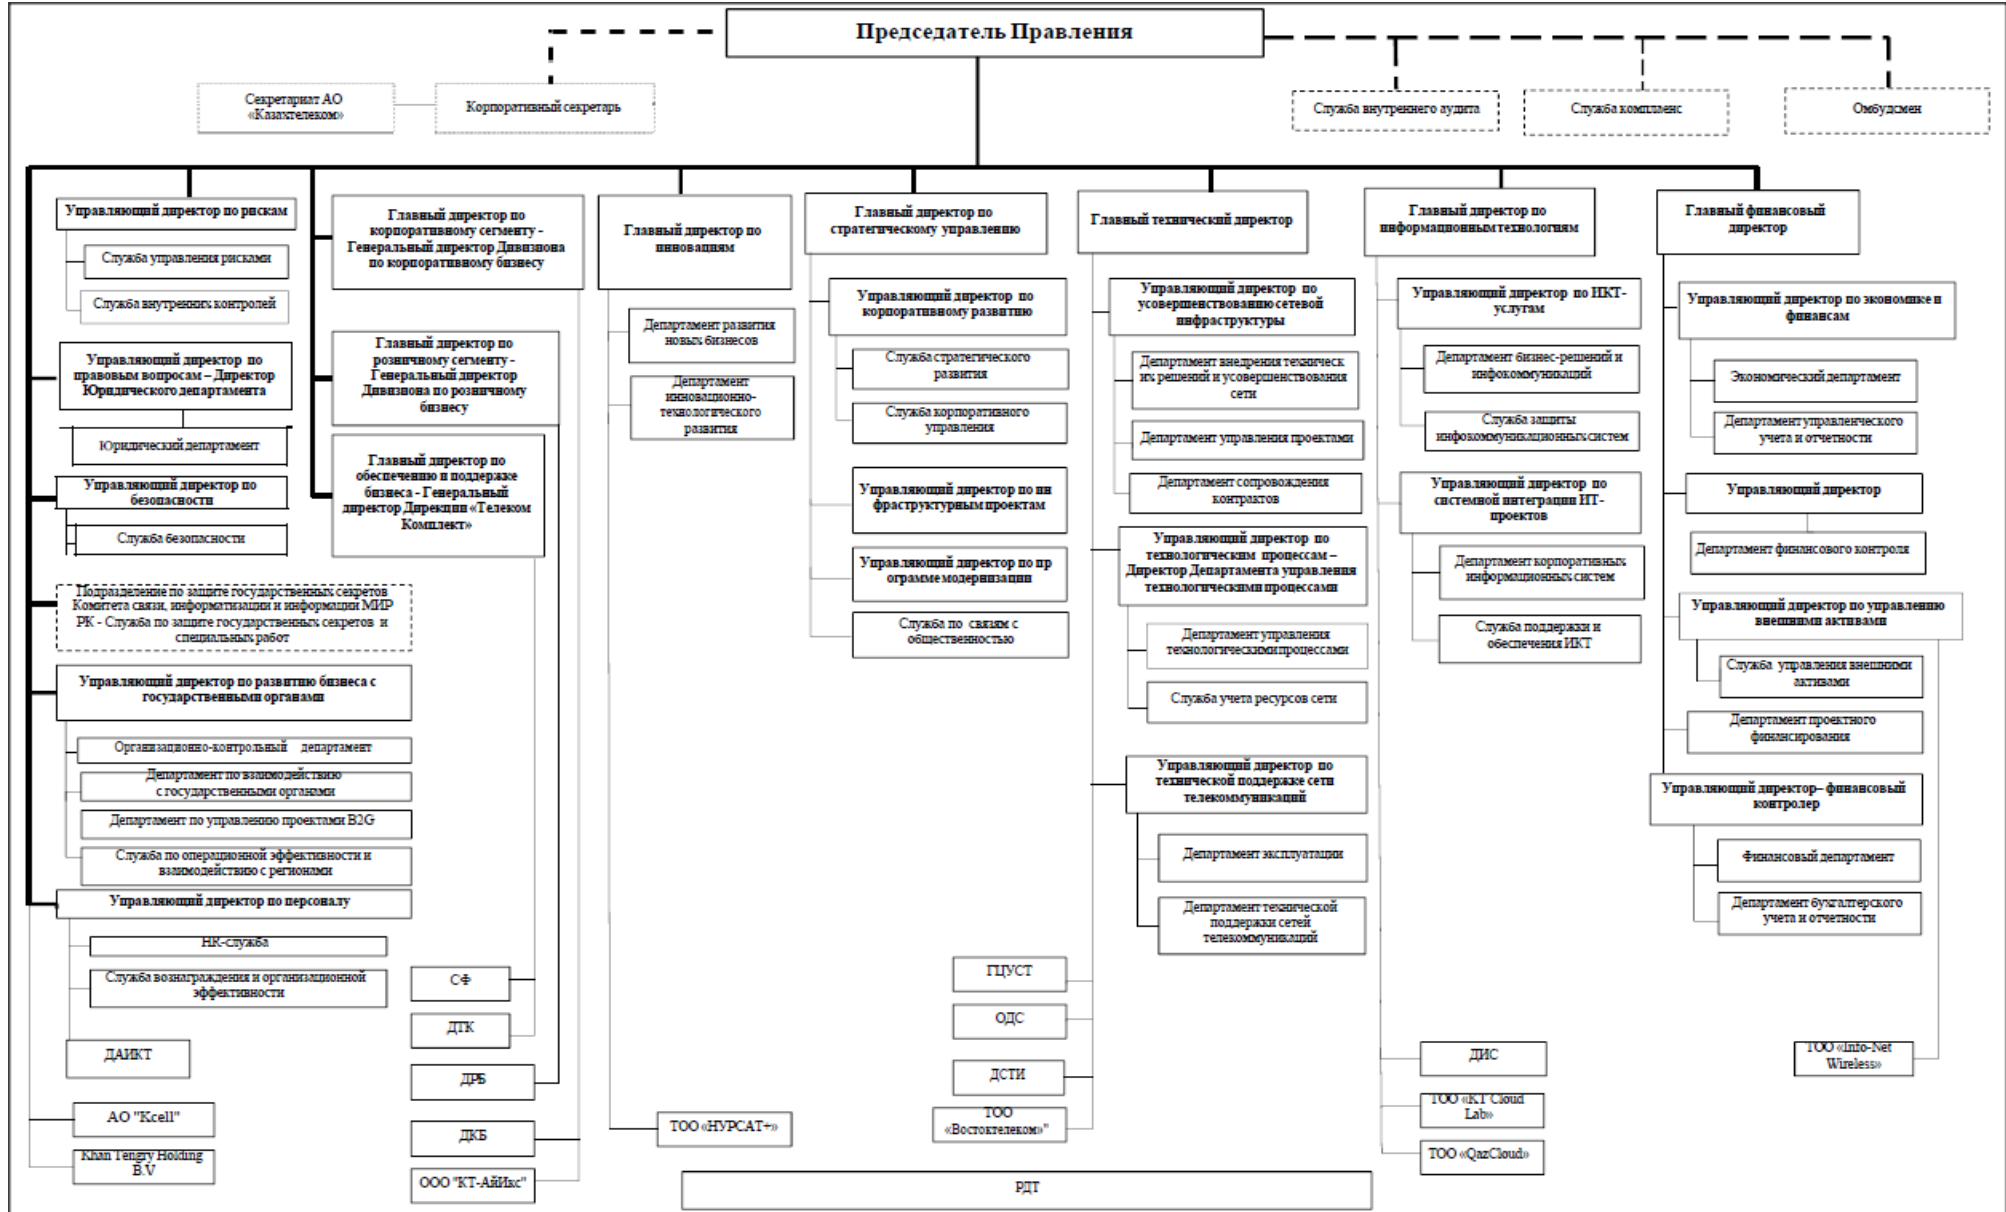 Председатель Правления
Секретариат АО
«Казахтелеком»
Корпоративный секретарь
Служба внутреннего аудита
Служба комплаенс
Омбудсмен
Управляющий директор по рискам
Служба управления рисками
Служба внутренних контролей
Управляющий директор по
правовым вопросам – Директор
Юридического департамента
Юридический департамент
Управляющий директор по
безопасности
Служба безопасности
Подразделение по защите государственных секретов
Комитета связи, информатизации и информации МИР
РК - Служба по защите государственных секретов и
специальных работ
Управляющий директор по развитию бизнеса с
государственными органами
Организационно-контрольный департамент
Департамент по взаимодействию
с государственными органами
Департамент по управлению проектами B2G
Служба по операционной эффективности и
взаимодействию с регионами
Управляющий директор по персоналу
HR-служба
Служба вознаграждения и организационной
эффективности
ДАИКТ
АО "Kcell"
Khan Tengry Holding
B.V
Главный директор по
корпоративному сегменту -
Генеральный директор Дивизиона
по корпоративному бизнесу
Главный директор по
розничному сегменту -
Генеральный директор
Дивизиона по розничному
бизнесу
Главный директор по
обеспечению и поддержке
бизнеса - Генеральный
директор Дирекции «Телеком
Комплект»
СФ
ДТК
ДРБ
ДКБ
ООО "КТ-АйИкс"
Главный директор по
инновациям
Департамент развития
новых бизнесов
Департамент
инновационно-
технологического
развития
ТОО «НУРСАТ+»
Главный директор по
стратегическому управлению
Управляющий директор по
корпоративному развитию
Служба стратегического
развития
Служба корпоративного
управления
Управляющий директор по ин
фраструктурным проектам
Управляющий директор по пр
ограмме модернизации
Служба по связям с
общественностью
Главный технический директор
Управляющий директор по
усовершенствованию сетевой
инфраструктуры
Департамент внедрения техническ
их решений и усовершенствования
сети
Департамент управления проектами
Департамент сопровождения
контрактов
Управляющий директор по
технологическим процессам –
Директор Департамента управления
технологическими процессами
Департамент управления
технологическими процессами
Служба учета ресурсов сети
Управляющий директор по
технической поддержке сети
телекоммуникаций
Департамент эксплуатации
Департамент технической
поддержки сетей
телекоммуникаций
ГЦУСТ
ОДС
ДСТИ
ТОО
«Востоктелеком»"
Главный директор по
информационным технологиям
Управляющий директор по ИКТ-
услугам
Департамент бизнес-решений и
инфокоммуникаций
Служба защиты
инфокоммуникационных систем
Управляющий директор по
системной интеграции ИТ-
проектов
Департамент корпоративных
информационных систем
Служба поддержки и
обеспечения ИКТ
ДИС
ТОО «KT Cloud
Lab»
ТОО «QazCloud»
Главный финансовый
директор
Управляющий директор по экономике и
финансам
Экономический департамент
Департамент управленческого
учета и отчетности
Управляющий директор
Департамент финансового контроля
Управляющий директор по управлению
внешними активами
Служба управления внешними
активами
Департамент проектного
финансирования
Управляющий директор– финансовый
контролер
Финансовый департамент
Департамент бухгалтерского
учета и отчетности
ТОО «Info-Net
Wireless»
РДТ